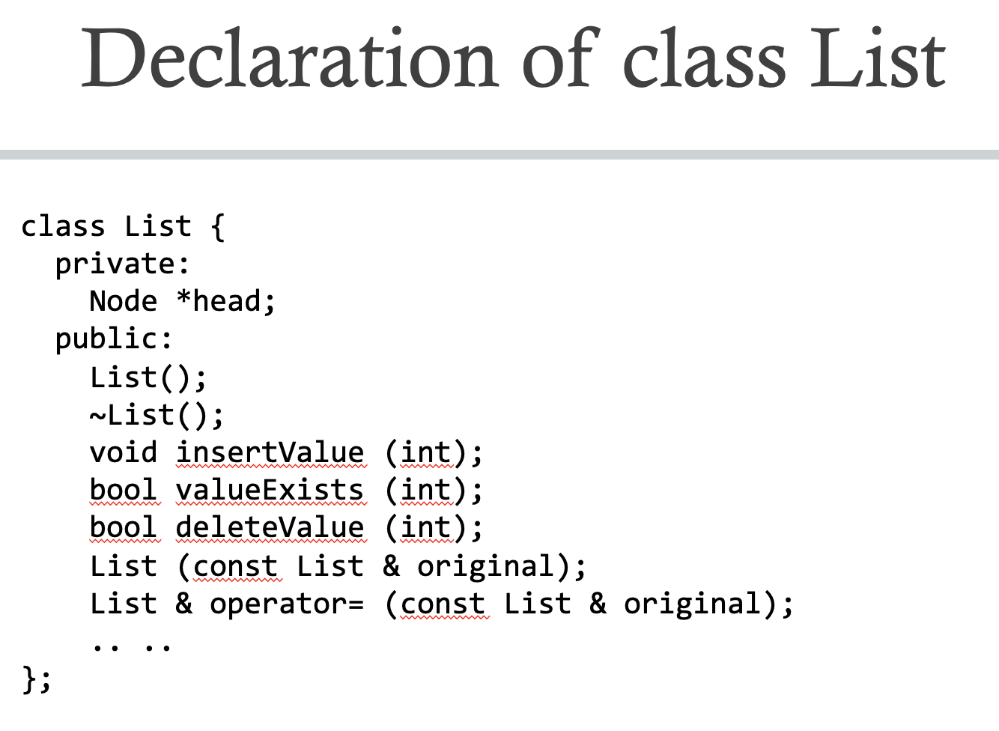 Declaration of class List
class List {
private:
Node *head;
public:
List();
~List();
void insertValue (int);
bool valueExists (int);
bool deleteValue (int);
List (const List & original);
List & operator= (const List & original);
.. ..
};